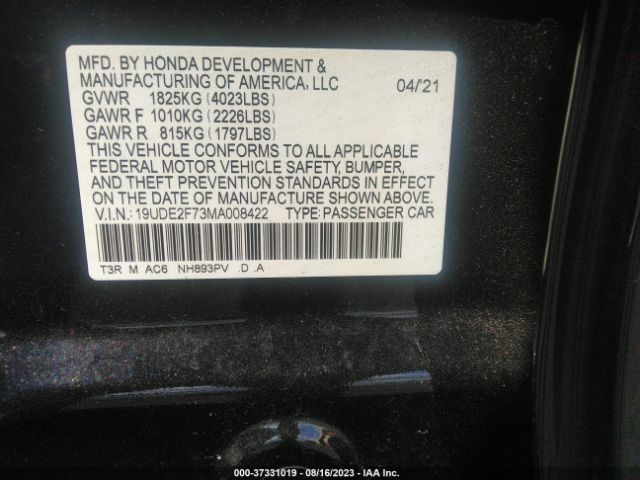 MFD. BY HONDA DEVELOPMENT &
MANUFACTURING OF AMERICA, LLC 04/'21
GVWR 1825KG (4023LBS)
GAWR F 1010KG (2226LBS)
GAWR R 815KG (1797LBS)
THIS VEHICLE CONFORMS TO ALL APPLICABLE
FEDERAL MOTOR VEHICLE SAFETY, BUMPER,
AND THEFT PREVENTION STANDARDS IN EFFECT
ON THE DATE OF MANUFACTURE SHOWN ABOVE.
V.I.N.: 19UDE2F73MA008422 TYPE: PASSENGER CAR
T3R M AC6 NH893PV .D .A
000-37331019 - 08/16/2023 - IAA Inc.